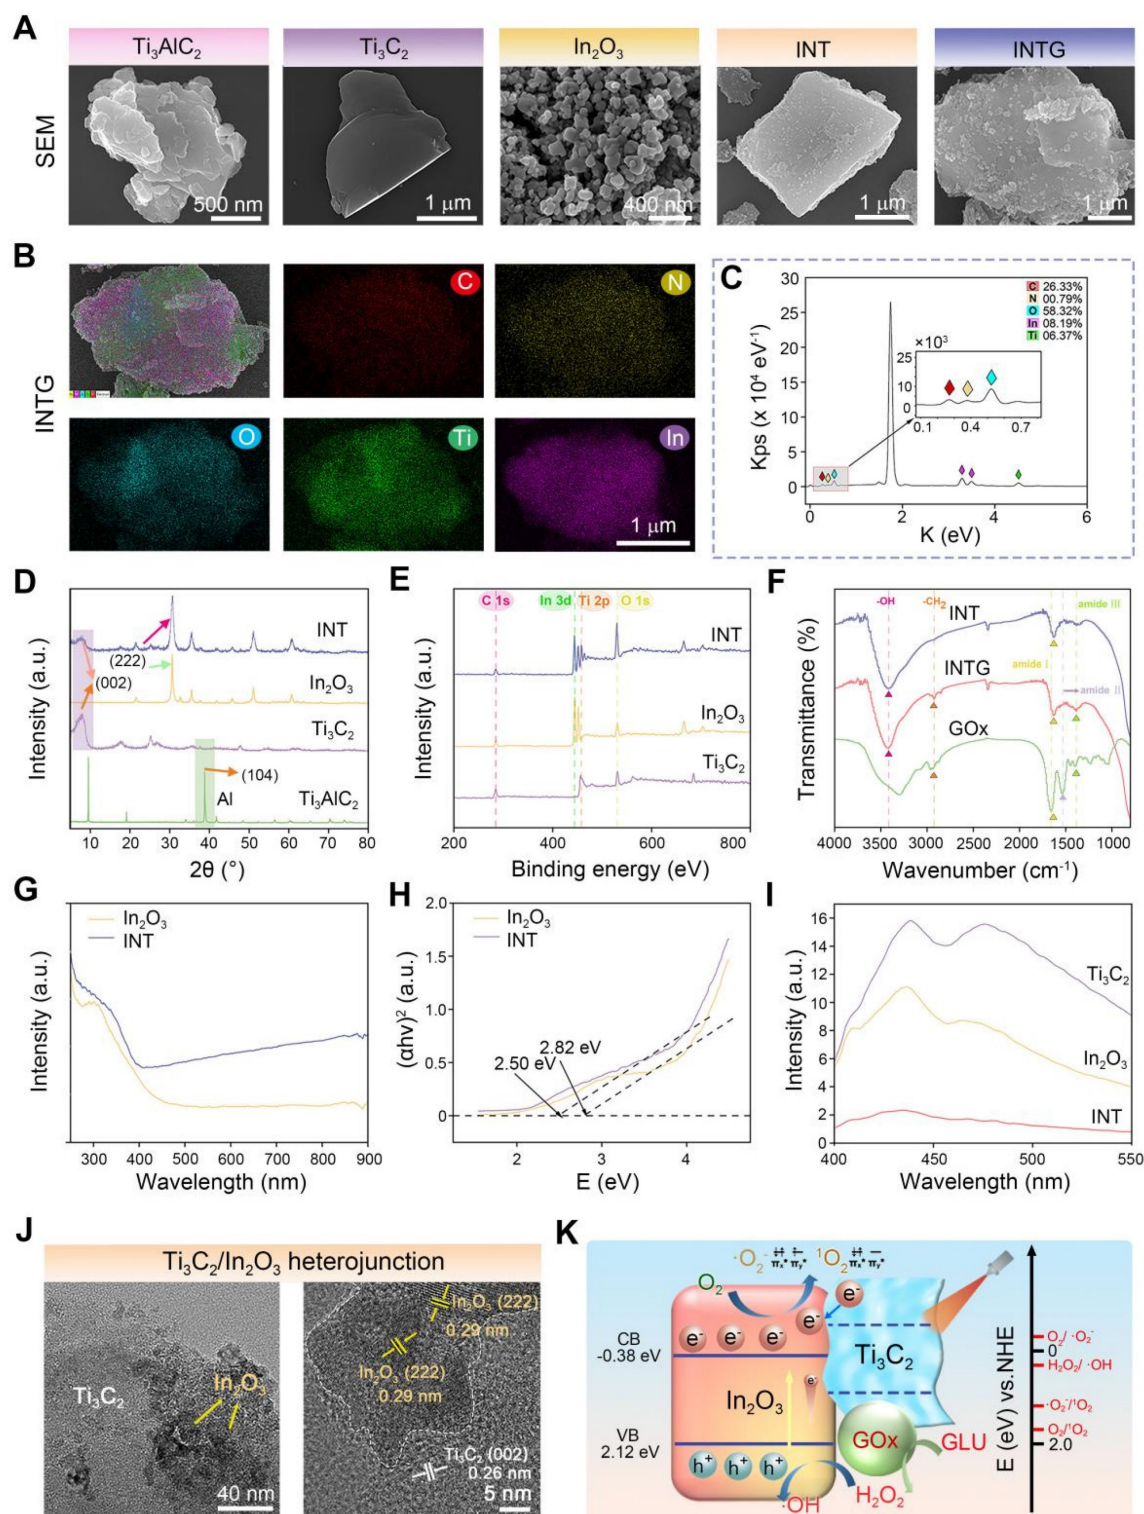 A
Ti₃AlC₂
Ti₃C₂
In₂O₃
INT
INTG
SEM
500 nm
1 μm
400 nm
1 μm
1 μm
B
INTG
C
N
O
Ti
In
1 μm
C
Kps (x 10⁴ eV⁻¹)
30
25
20
15
10
5
0
C 26.33%
N 00.79%
O 58.32%
In 08.19%
Ti 06.37%
×10³
25
10
0
0.1 0.4 0.7
0 2 4 6
K (eV)
D
Intensity (a.u.)
INT
(222)
(002)
In₂O₃
Ti₃C₂
(104)
Al
Ti₃AlC₂
10 20 30 40 50 60 70 80
2θ (°)
E
Intensity (a.u.)
C 1s
In 3d
Ti 2p
O 1s
INT
In₂O₃
Ti₃C₂
200 400 600 800
Binding energy (eV)
F
Transmittance (%)
-OH
-CH₂
amide III
INT
amide I
INTG
amide II
GOx
4000 3000 2000 1000
Wavenumber (cm⁻¹)
G
Intensity (a.u.)
In₂O₃
INT
300 400 500 600 700 800 900
Wavelength (nm)
H
(αhv)² (a.u.)
2.0
1.5
1.0
0.5
0
In₂O₃
INT
2.82 eV
2.50 eV
2 3 4
E (eV)
I
Intensity (a.u.)
16
14
12
10
8
6
4
2
0
Ti₃C₂
In₂O₃
INT
400 450 500 550
Wavelength (nm)
J
Ti₃C₂/In₂O₃ heterojunction
Ti₃C₂
In₂O₃
40 nm
In₂O₃ (222)
0.29 nm
In₂O₃ (222)
0.29 nm
Ti₃C₂ (002)
0.26 nm
5 nm
K
·O₂⁻ πₓ* πᵧ* ¹O₂ πₓ* πᵧ*
O₂
e⁻
e⁻ e⁻ e⁻ e⁻
CB
-0.38 eV
Ti₃C₂
e⁻
In₂O₃
VB
2.12 eV
h⁺ h⁺ h⁺
GOx
GLU
·OH
H₂O₂
E (eV) vs.NHE
O₂/ ·O₂⁻
0
H₂O₂/ ·OH
·O₂⁻/¹O₂
O₂/¹O₂
2.0